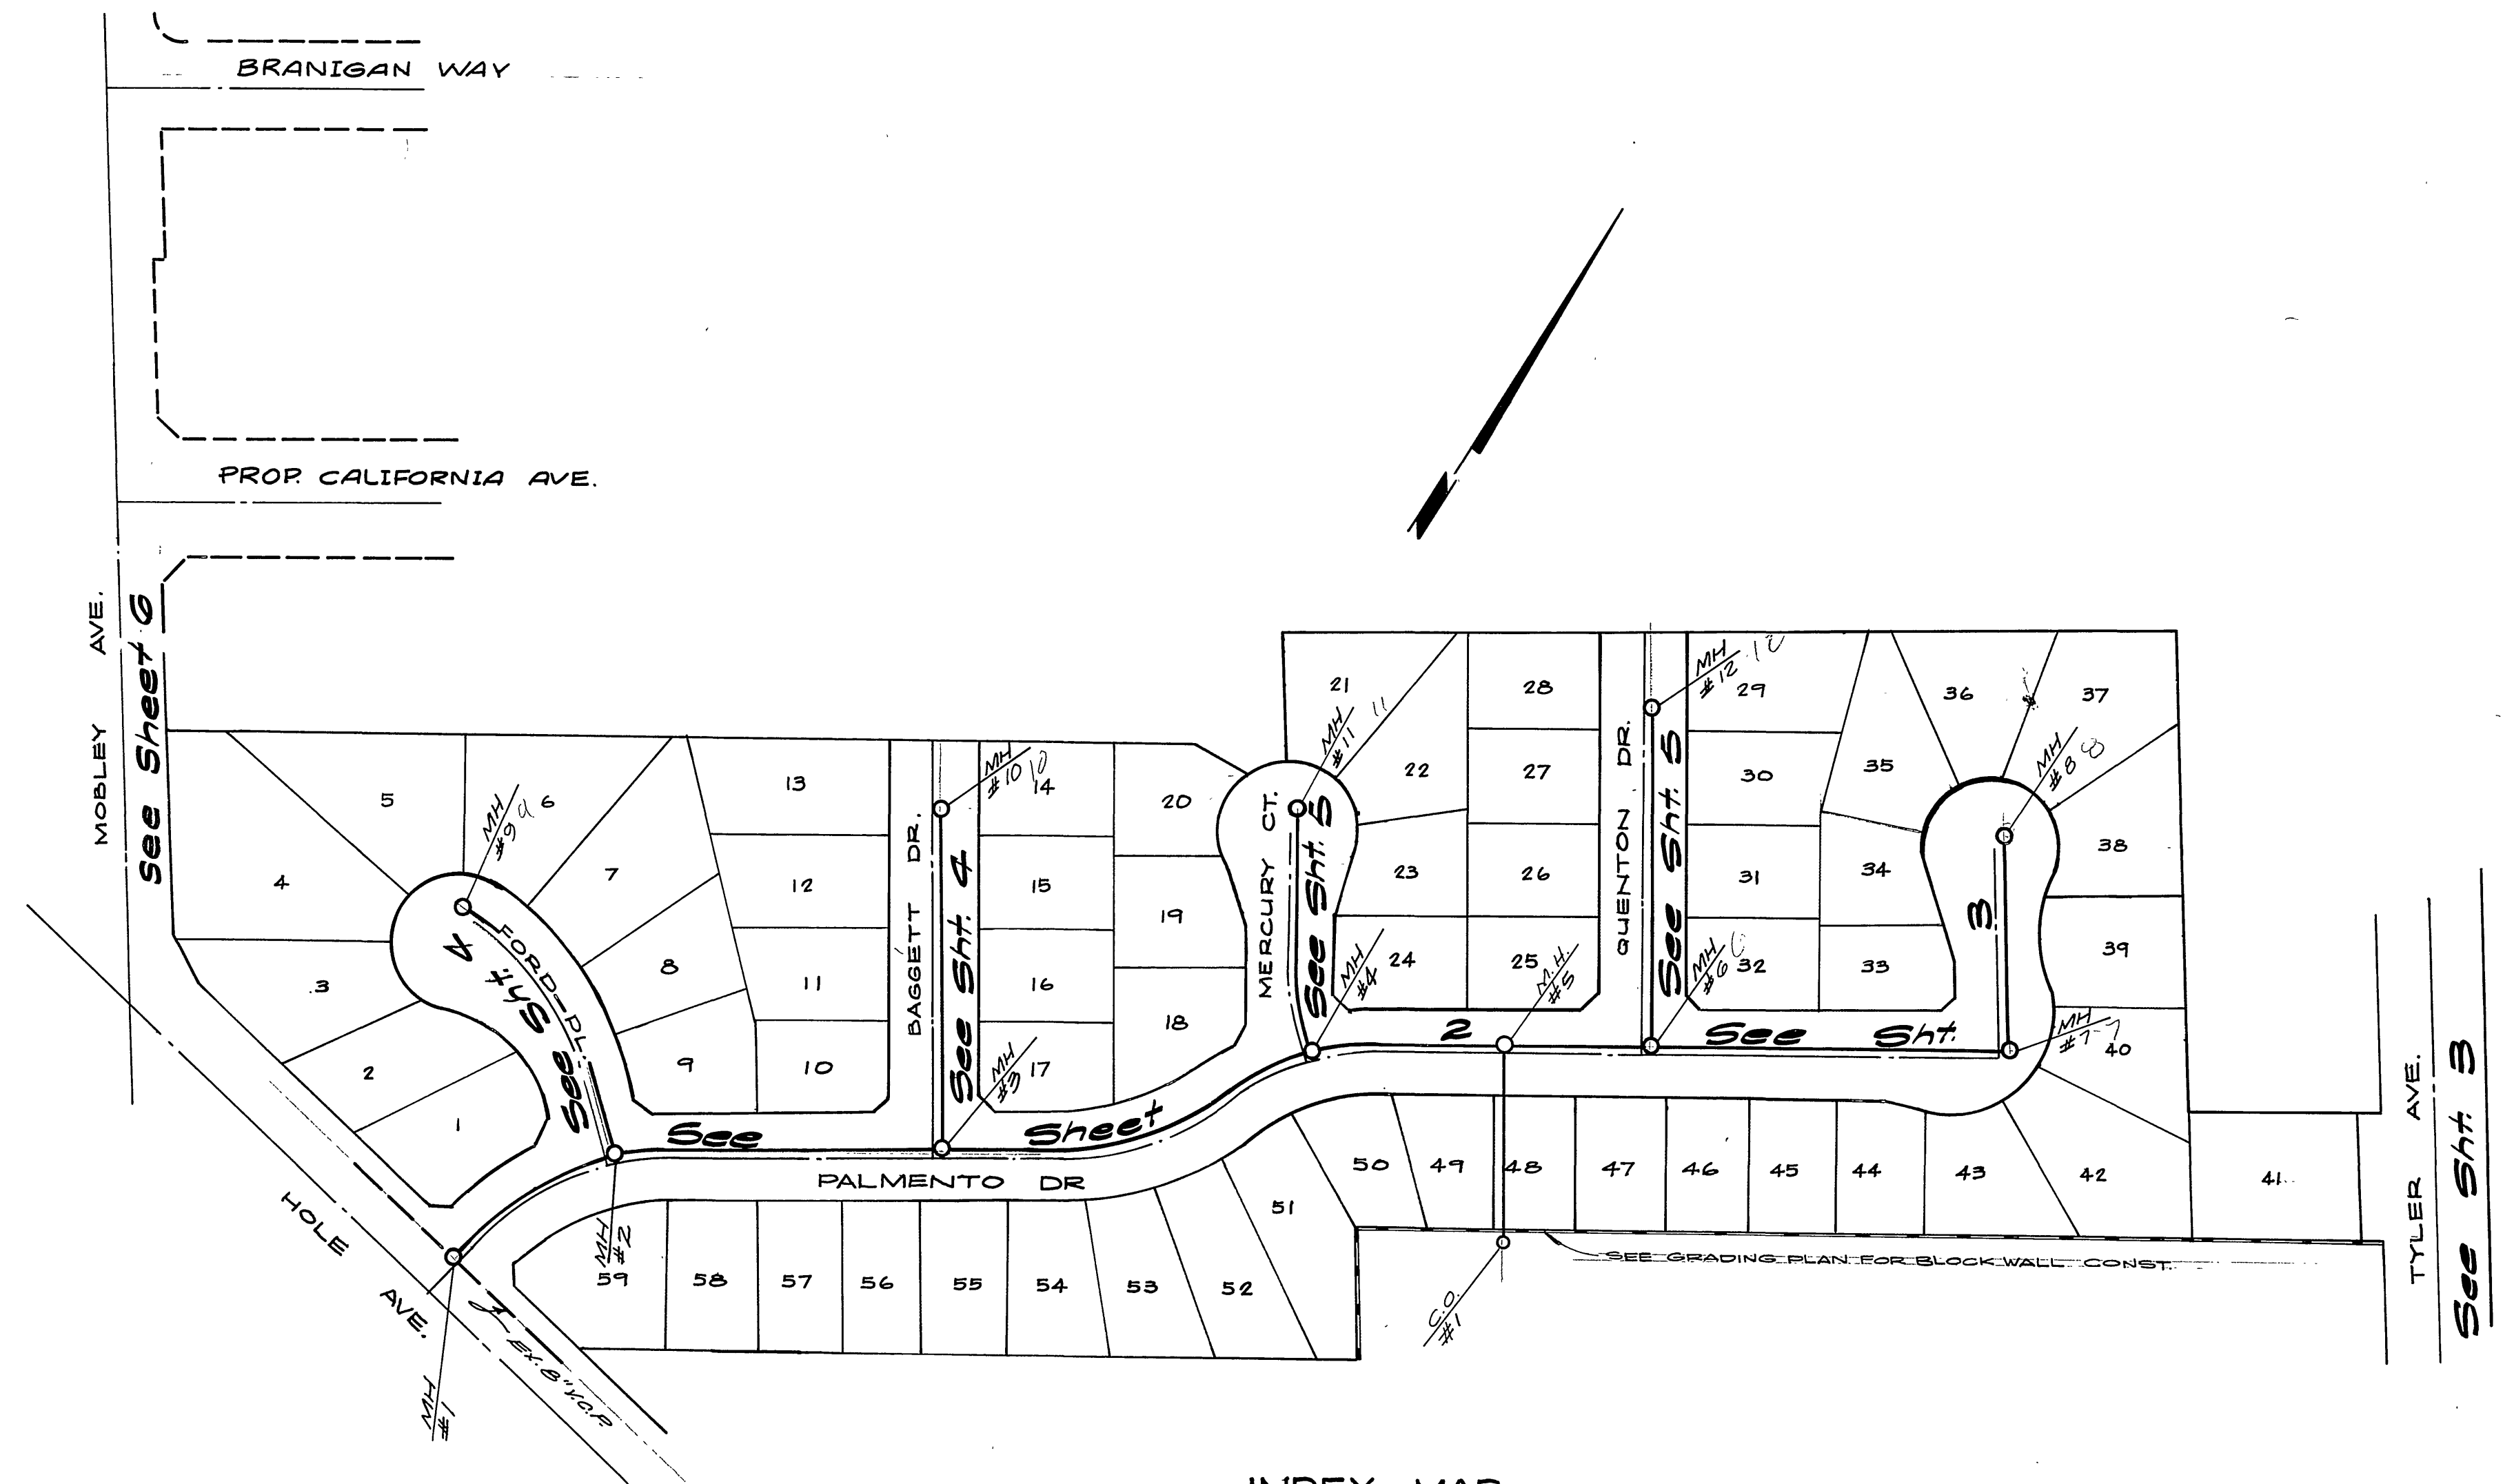 BRANIGAN WAY
PROP. CALIFORNIA AVE.
MOBLEY AVE.
See Sheet 6
21
28
MH #12 12
29
36
37
MH #11 11
22
27
30
35
MH #8 8
5
MH #9 9
6
13
MH #10 10
14
20
7
12
15
19
23
26
31
34
38
4
3
8
11
16
18
24
25
32
33
39
2
1
9
10
17
40
FORD PL.
See Sht 4
BAGGETT DR.
See Sht. 4
MERCURY CT.
See Sht. 5
QUENTON DR.
See Sht. 5
MH #3
MH #4
M.H. #5
MH #6 6
MH #7 7
See Sheet 2
See Sht. 3
PALMENTO DR
MH #2
MH #1
HOLE AVE.
EX. 8" V.C.P.
59
58
57
56
55
54
53
52
51
50
49
48
47
46
45
44
43
42
41
C.O. #1
SEE GRADING PLAN FOR BLOCK WALL CONST.
TYLER AVE.
See Sht. 3
INDEX MAP